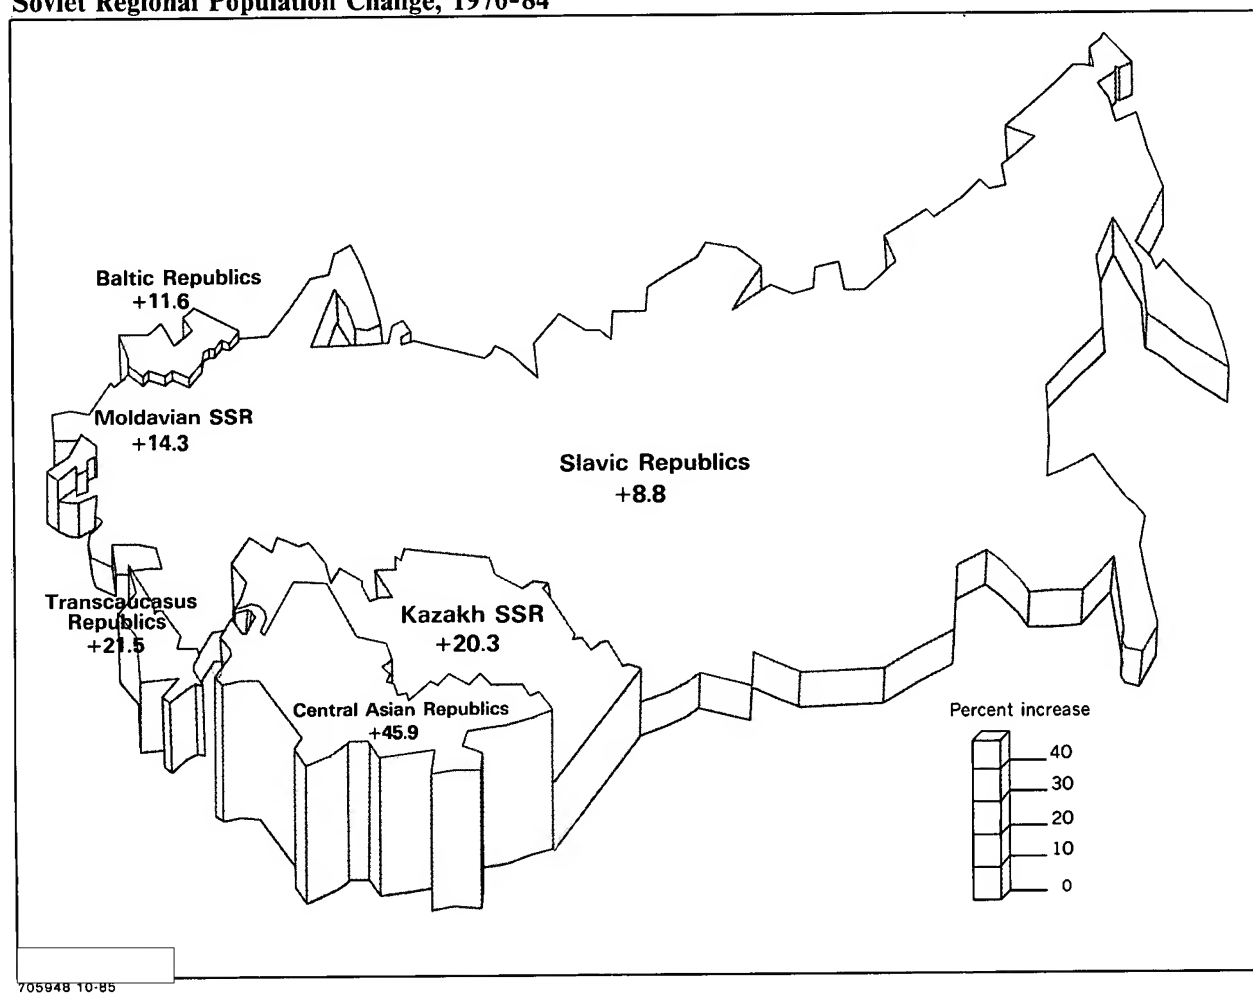 Soviet Regional Population Change, 1970-84
Baltic Republics
+11.6
Moldavian SSR
+14.3
Slavic Republics
+8.8
Transcaucasus
Republics
+21.5
Kazakh SSR
+20.3
Central Asian Republics
+45.9
Percent increase
40
30
20
10
0
705948 10-85